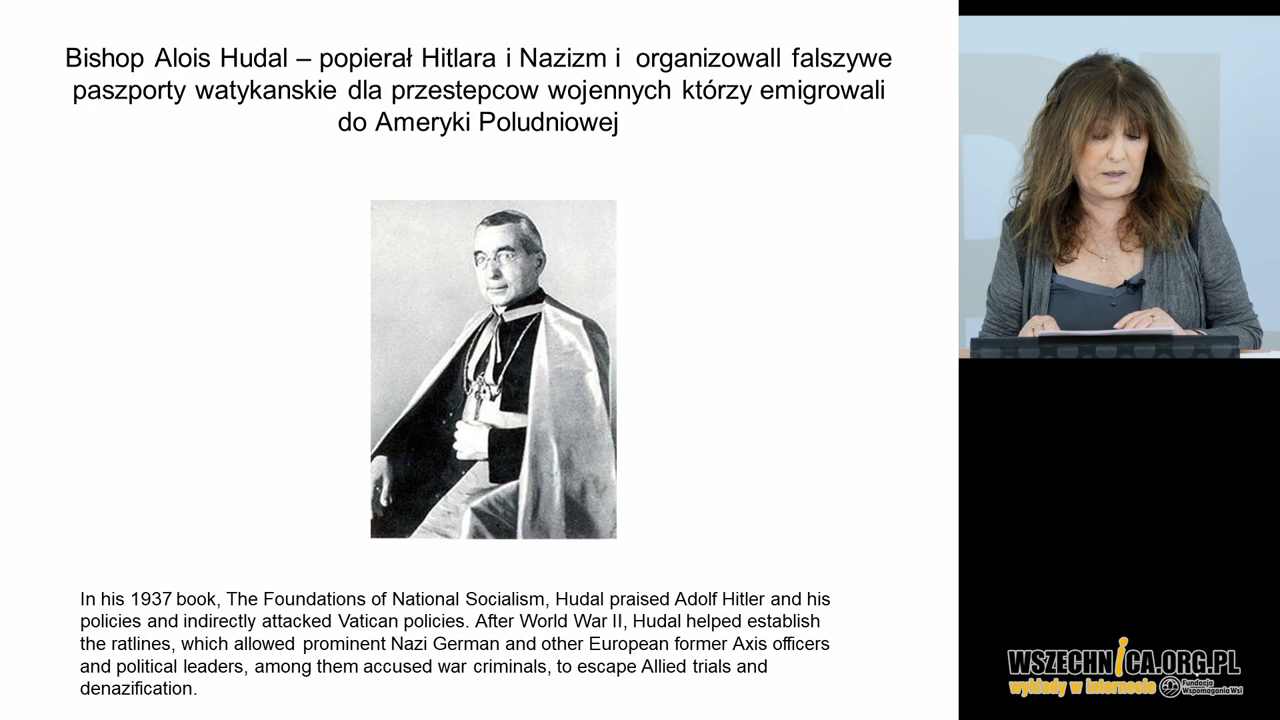 Bishop Alois Hudal – popierał Hitlara i Nazizm i organizowall falszywe
paszporty watykanskie dla przestepcow wojennych którzy emigrowali
do Ameryki Poludniowej
In his 1937 book, The Foundations of National Socialism, Hudal praised Adolf Hitler and his
policies and indirectly attacked Vatican policies. After World War II, Hudal helped establish
the ratlines, which allowed prominent Nazi German and other European former Axis officers
and political leaders, among them accused war criminals, to escape Allied trials and
denazification.
WSZECHNICA.ORG.PL
wykłady w internecie
Fundacja
Wspomagania Wsi